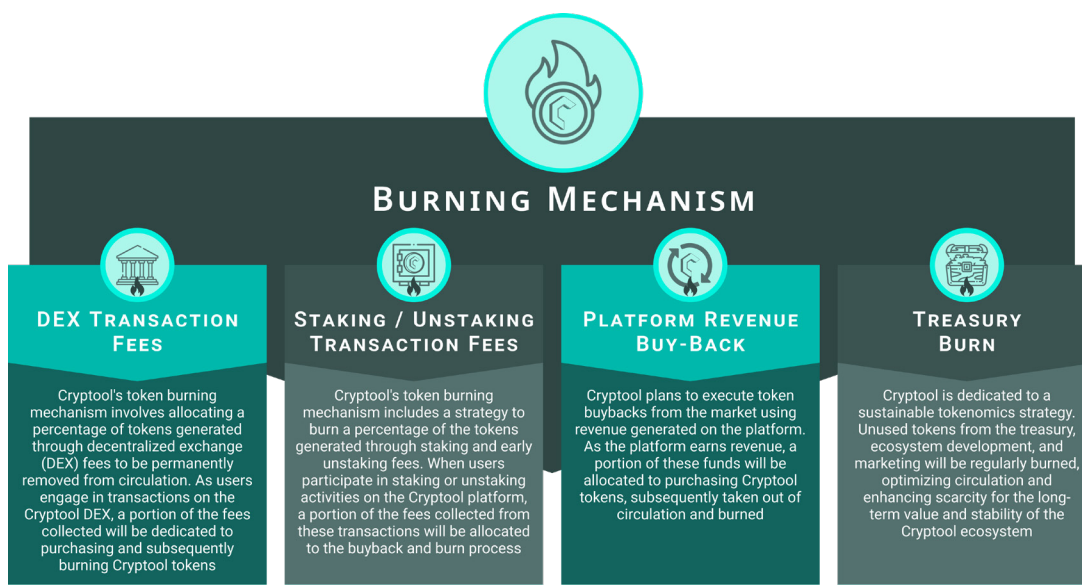 BURNING MECHANISM
DEX TRANSACTION
FEES
Cryptool's token burning
mechanism involves allocating a
percentage of tokens generated
through decentralized exchange
(DEX) fees to be permanently
removed from circulation. As users
engage in transactions on the
Cryptool DEX, a portion of the fees
collected will be dedicated to
purchasing and subsequently
burning Cryptool tokens
STAKING / UNSTAKING
TRANSACTION FEES
Cryptool's token burning
mechanism includes a strategy to
burn a percentage of the tokens
generated through staking and early
unstaking fees. When users
participate in staking or unstaking
activities on the Cryptool platform,
a portion of the fees collected from
these transactions will be allocated
to the buyback and burn process
PLATFORM REVENUE
BUY-BACK
Cryptool plans to execute token
buybacks from the market using
revenue generated on the platform.
As the platform earns revenue, a
portion of these funds will be
allocated to purchasing Cryptool
tokens, subsequently taken out of
circulation and burned
TREASURY
BURN
Cryptool is dedicated to a
sustainable tokenomics strategy.
Unused tokens from the treasury,
ecosystem development, and
marketing will be regularly burned,
optimizing circulation and
enhancing scarcity for the long-
term value and stability of the
Cryptool ecosystem